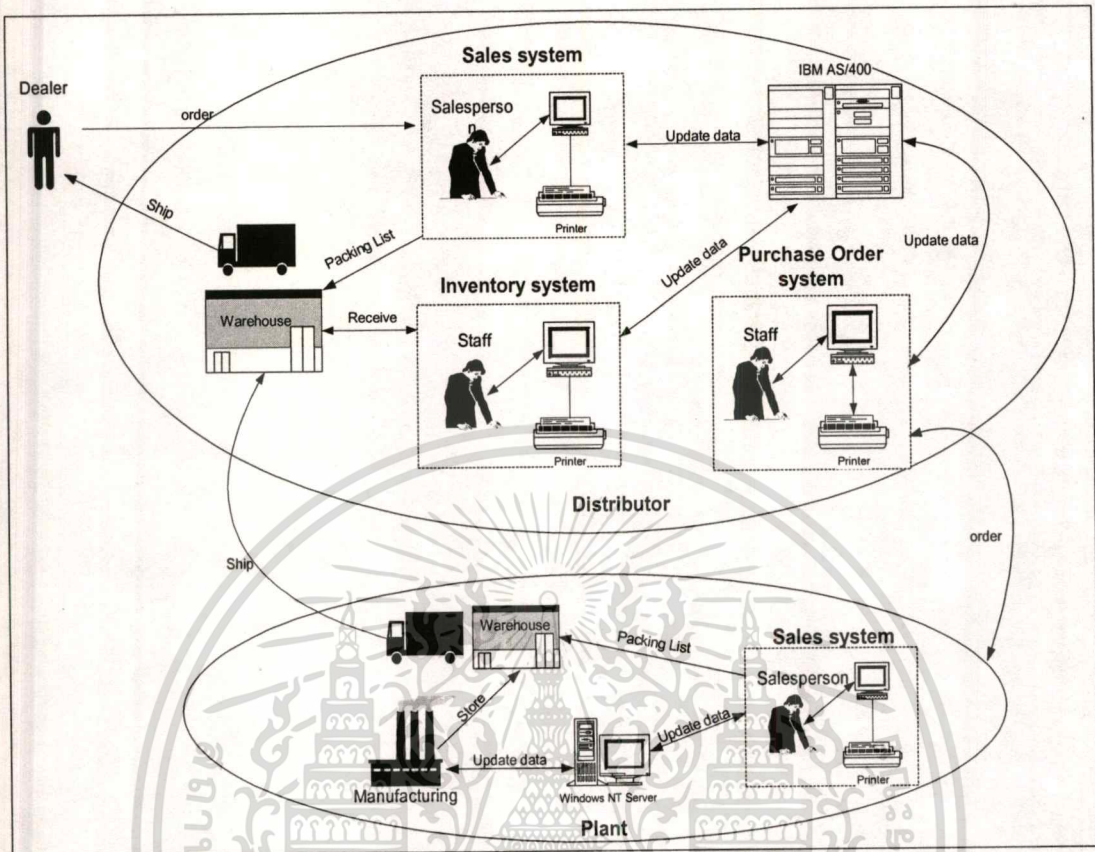 Sales system
IBM AS/400
Dealer
order
Salesperso
n
Update data
Printer
Ship
Packing List
Update data
Update data
Purchase Order
system
Inventory system
Warehouse
Receive
Staff
Printer
Staff
Printer
Distributor
order
Ship
Warehouse
Packing List
Sales system
Salesperson
Store
Update data
Update data
Manufacturing
Windows NT Server
Printer
Plant